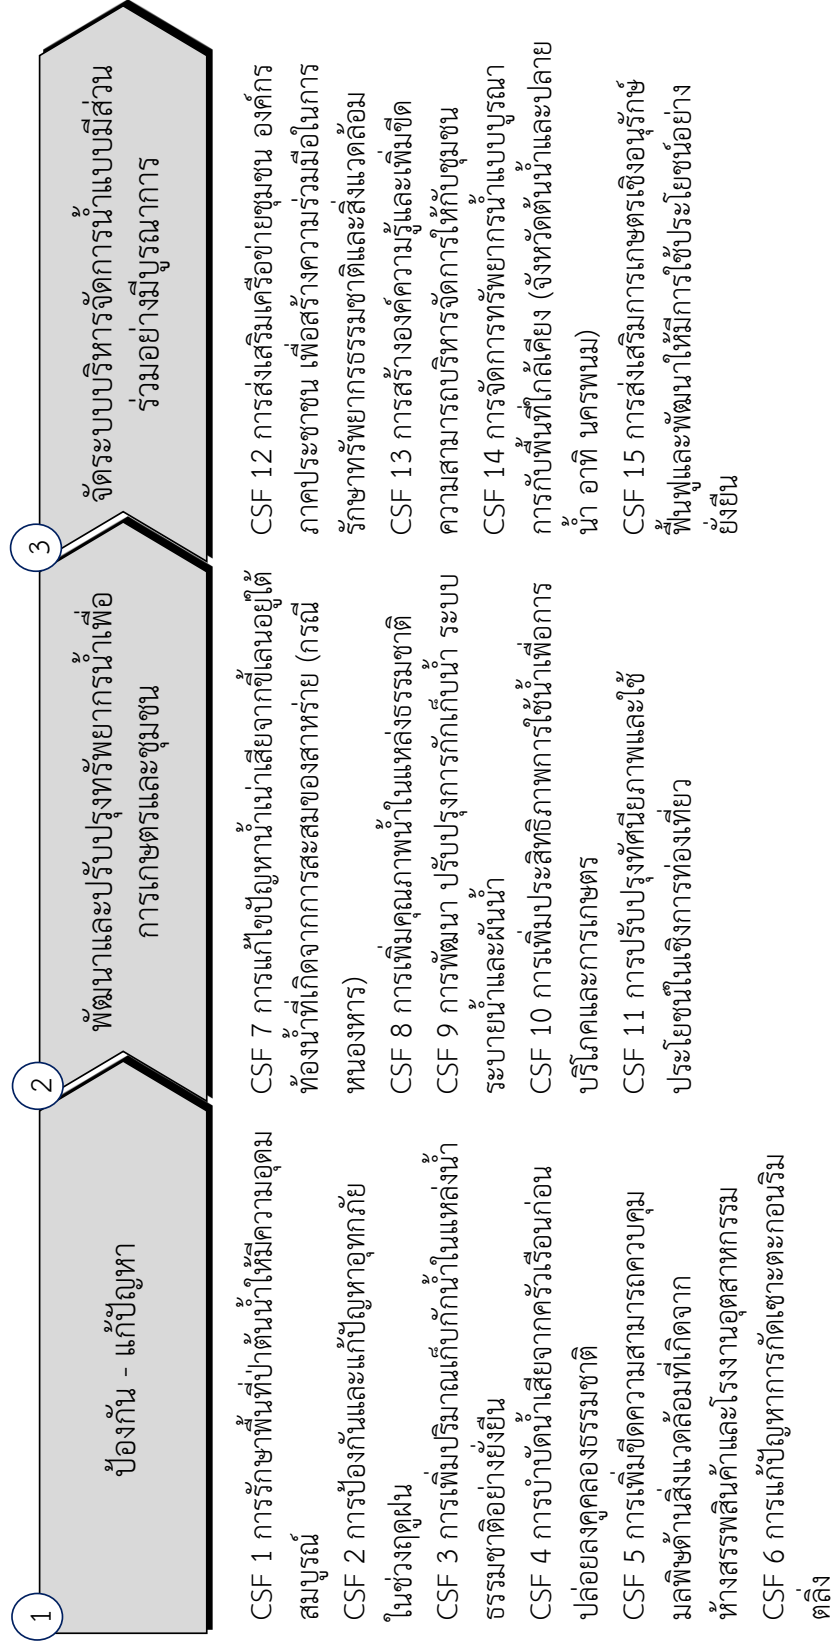 1
ป้องกัน - แก้ปัญหา
CSF 1 การรักษาพื้นที่ป่าต้นน้ำให้มีความอุดม
สมบูรณ์
CSF 2 การป้องกันและแก้ปัญหาอุทกภัย
ในช่วงฤดูฝน
CSF 3 การเพิ่มปริมาณเก็บกักน้ำในแหล่งน้ำ
ธรรมชาติอย่างยั่งยืน
CSF 4 การบำบัดน้ำเสียจากครัวเรือนก่อน
ปล่อยลงคูคลองธรรมชาติ
CSF 5 การเพิ่มขีดความสามารถควบคุม
มลพิษด้านสิ่งแวดล้อมที่เกิดจาก
ห้างสรรพสินค้าและโรงงานอุตสาหกรรม
CSF 6 การแก้ปัญหาการกัดเซาะตะกอนริม
ตลิ่ง
2
พัฒนาและปรับปรุงทรัพยากรน้ำเพื่อ
การเกษตรและชุมชน
CSF 7 การแก้ไขปัญหาน้ำเน่าเสียจากขี้เลนอยู่ใต้
ท้องน้ำที่เกิดจากการสะสมของสาหร่าย (กรณี
หนองหาร)
CSF 8 การเพิ่มคุณภาพน้ำในแหล่งธรรมชาติ
CSF 9 การพัฒนา ปรับปรุงการกักเก็บน้ำ ระบบ
ระบายน้ำและผันน้ำ
CSF 10 การเพิ่มประสิทธิภาพการใช้น้ำเพื่อการ
บริโภคและการเกษตร
CSF 11 การปรับปรุงทัศนียภาพและใช้
ประโยชน์ในเชิงการท่องเที่ยว
3
จัดระบบบริหารจัดการน้ำแบบมีส่วน
ร่วมอย่างมีบูรณาการ
CSF 12 การส่งเสริมเครือข่ายชุมชน องค์กร
ภาคประชาชน เพื่อสร้างความร่วมมือในการ
รักษาทรัพยากรธรรมชาติและสิ่งแวดล้อม
CSF 13 การสร้างองค์ความรู้และเพิ่มขีด
ความสามารถบริหารจัดการให้กับชุมชน
CSF 14 การจัดการทรัพยากรน้ำแบบบูรณา
การกับพื้นที่ใกล้เคียง (จังหวัดต้นน้ำและปลาย
น้ำ อาทิ นครพนม)
CSF 15 การส่งเสริมการเกษตรเชิงอนุรักษ์
ฟื้นฟูและพัฒนาให้มีการใช้ประโยชน์อย่าง
ยั่งยืน